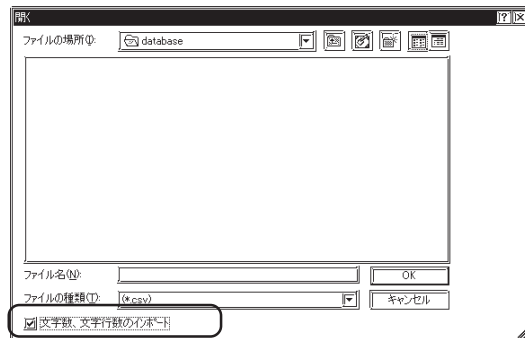 開く
ファイルの場所(I):
database
ファイル名(N):
OK
ファイルの種類(T):
(*.csv)
キャンセル
文字数、文字行数のインポート